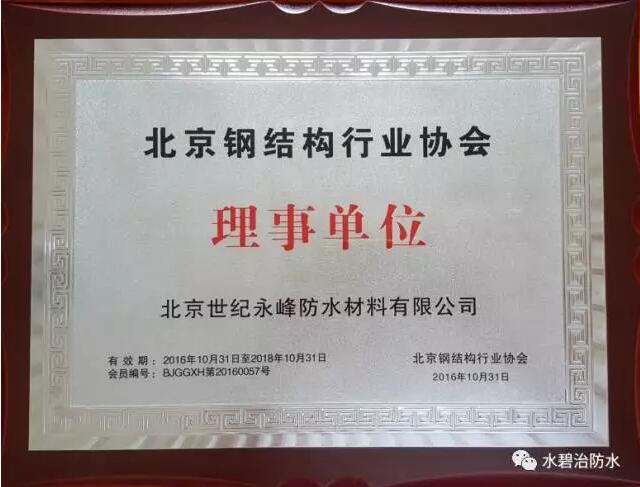 北京钢结构行业协会
理事单位
北京世纪永峰防水材料有限公司
有 效 期：2016年10月31日至2018年10月31日
会员编号：BJGGXH第20160057号
北京钢结构行业协会
2016年10月31日
水碧治防水